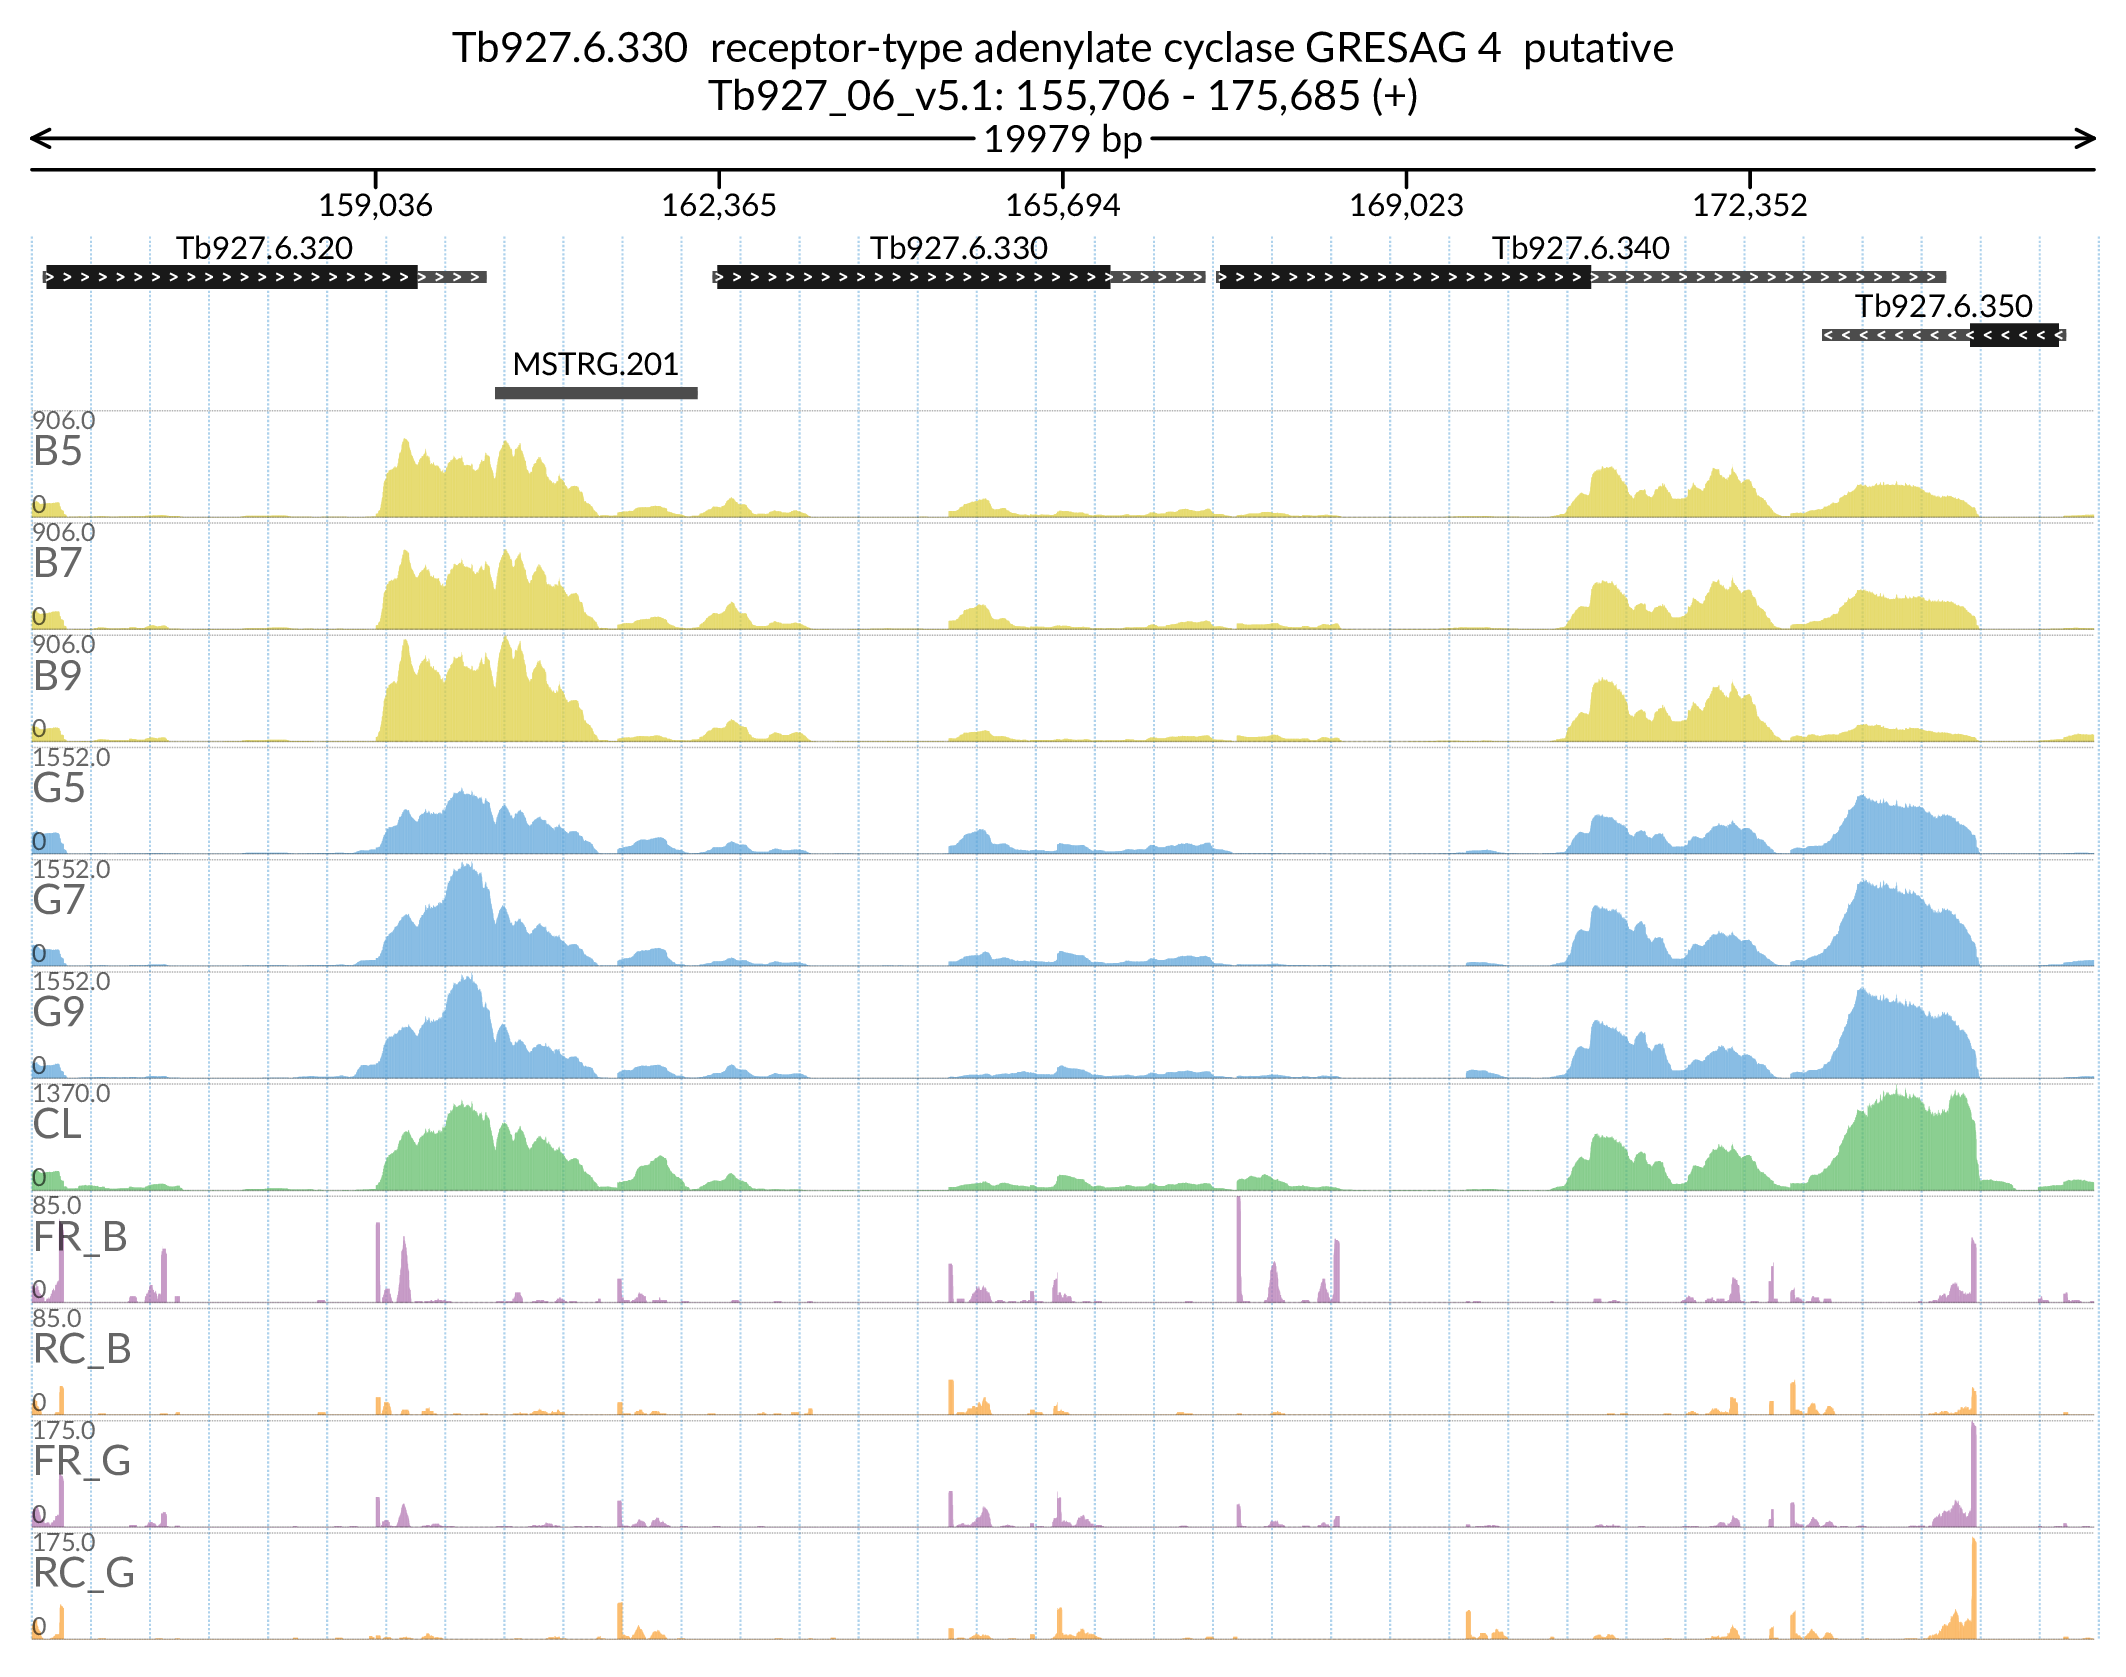 Tb927.6.330  receptor-type adenylate cyclase GRESAG 4  putative
Tb927_06_v5.1: 155,706 - 175,685 (+)
19979 bp
159,036 162,365 165,694 169,023 172,352
Tb927.6.320 Tb927.6.330 Tb927.6.340
Tb927.6.350
MSTRG.201
906.0
B5
0
906.0
B7
0
906.0
B9
0
1552.0
G5
0
1552.0
G7
0
1552.0
G9
0
1370.0
CL
0
85.0
FR_B
0
85.0
RC_B
0
175.0
FR_G
0
175.0
RC_G
0